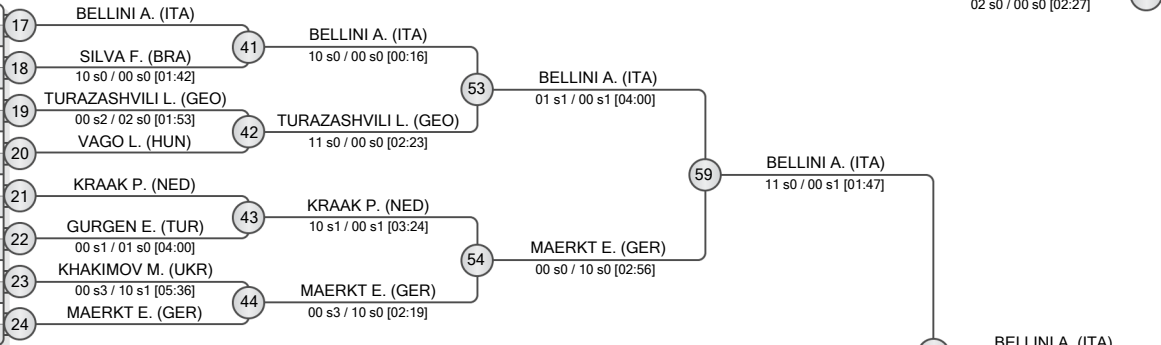 02 s0 / 00 s0 [02:27]
17
BELLINI A. (ITA)
18
SILVA F. (BRA)
10 s0 / 00 s0 [01:42]
19
TURAZASHVILI L. (GEO)
00 s2 / 02 s0 [01:53]
20
VAGO L. (HUN)
21
KRAAK P. (NED)
22
GURGEN E. (TUR)
00 s1 / 01 s0 [04:00]
23
KHAKIMOV M. (UKR)
00 s3 / 10 s1 [05:36]
24
MAERKT E. (GER)
41
BELLINI A. (ITA)
10 s0 / 00 s0 [00:16]
42
TURAZASHVILI L. (GEO)
11 s0 / 00 s0 [02:23]
43
KRAAK P. (NED)
10 s1 / 00 s1 [03:24]
44
MAERKT E. (GER)
00 s3 / 10 s0 [02:19]
53
BELLINI A. (ITA)
01 s1 / 00 s1 [04:00]
54
MAERKT E. (GER)
00 s0 / 10 s0 [02:56]
59
BELLINI A. (ITA)
11 s0 / 00 s1 [01:47]
BELLINI A. (ITA)